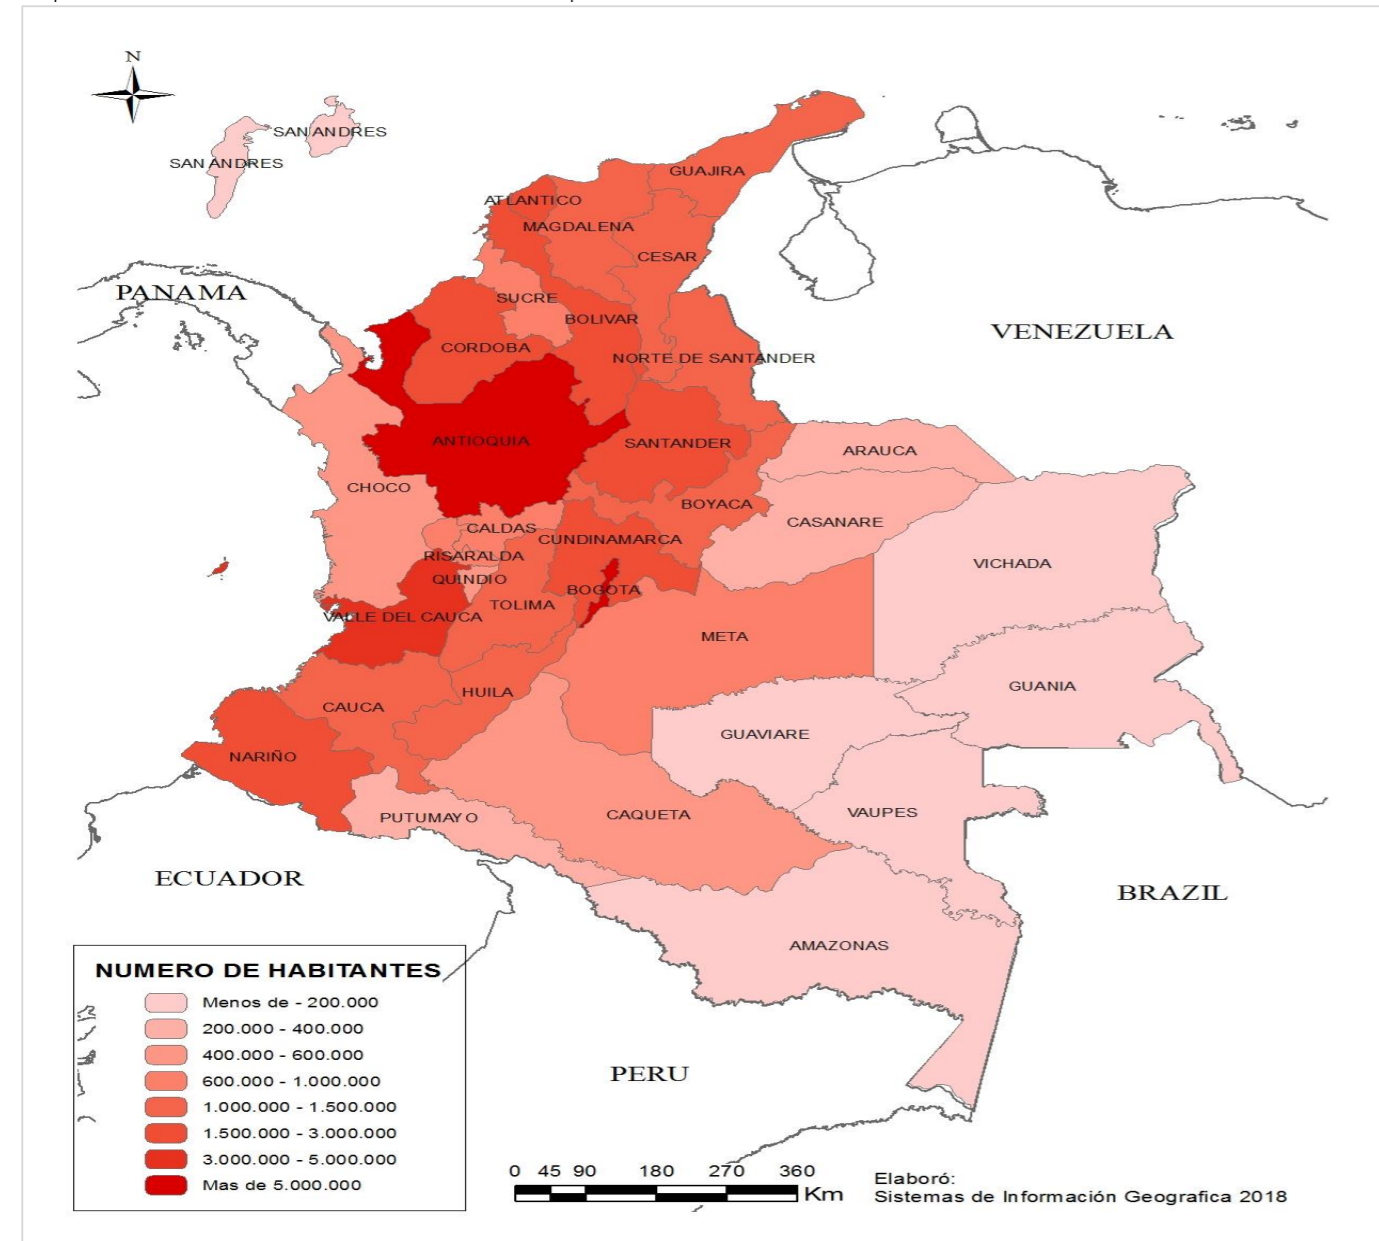 N
SAN ANDRES
SAN ANDRES
GUAJIRA
ATLANTICO
MAGDALENA
CESAR
PANAMA
SUCRE
BOLIVAR
VENEZUELA
CORDOBA
NORTE DE SANTANDER
ANTIOQUIA
SANTANDER
ARAUCA
CHOCO
BOYACA
CASANARE
CALDAS
CUNDINAMARCA
RISARALDA
VICHADA
QUINDIO
BOGOTA
TOLIMA
VALLE DEL CAUCA
META
GUANIA
HUILA
CAUCA
GUAVIARE
NARIÑO
VAUPES
CAQUETA
PUTUMAYO
ECUADOR
BRAZIL
AMAZONAS
PERU
NUMERO DE HABITANTES
Menos de - 200.000
200.000 - 400.000
400.000 - 600.000
600.000 - 1.000.000
1.000.000 - 1.500.000
1.500.000 - 3.000.000
3.000.000 - 5.000.000
Mas de 5.000.000
0 45 90 180 270 360
Km
Elaboró:
Sistemas de Información Geografica 2018